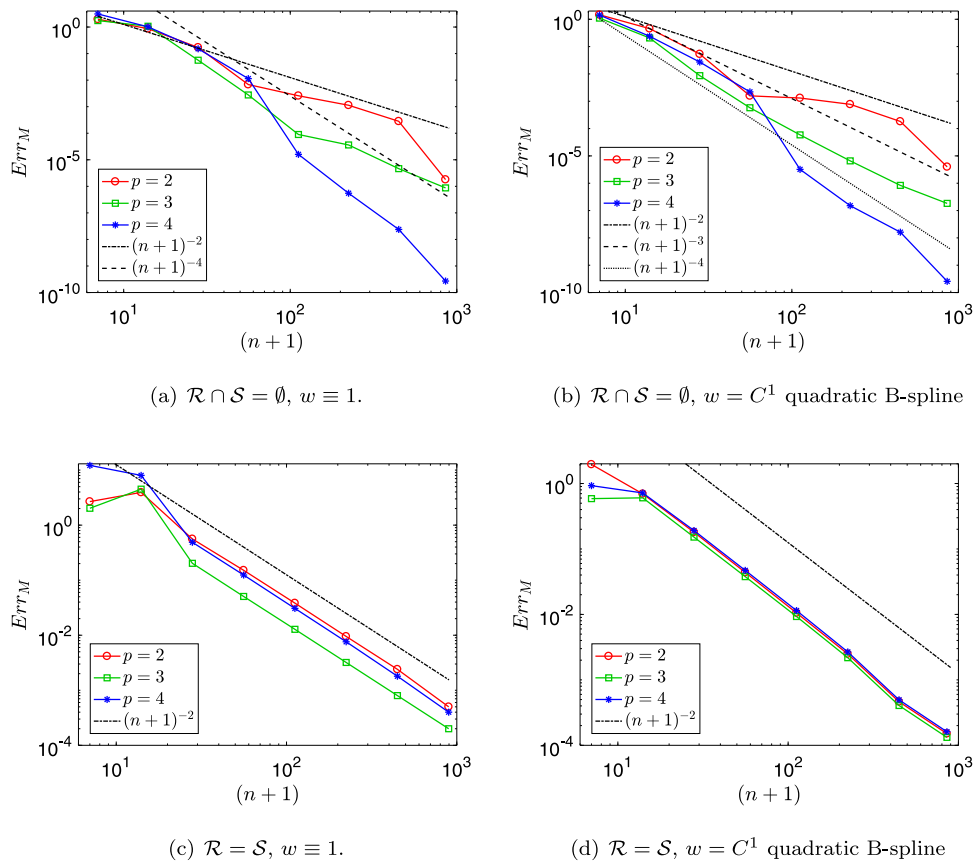 10^0
10^{-5}
10^{-10}
Err_M
p = 2
p = 3
p = 4
(n + 1)^{-2}
(n + 1)^{-4}
10^1
10^2
10^3
(n + 1)
(a) ℛ ∩ 𝒮 = ∅, w ≡ 1.
10^0
10^{-5}
10^{-10}
Err_M
p = 2
p = 3
p = 4
(n + 1)^{-2}
(n + 1)^{-3}
(n + 1)^{-4}
10^1
10^2
10^3
(n + 1)
(b) ℛ ∩ 𝒮 = ∅, w = C^1 quadratic B-spline
10^0
10^{-2}
10^{-4}
Err_M
p = 2
p = 3
p = 4
(n + 1)^{-2}
10^1
10^2
10^3
(n + 1)
(c) ℛ = 𝒮, w ≡ 1.
10^0
10^{-2}
10^{-4}
Err_M
p = 2
p = 3
p = 4
(n + 1)^{-2}
10^1
10^2
10^3
(n + 1)
(d) ℛ = 𝒮, w = C^1 quadratic B-spline